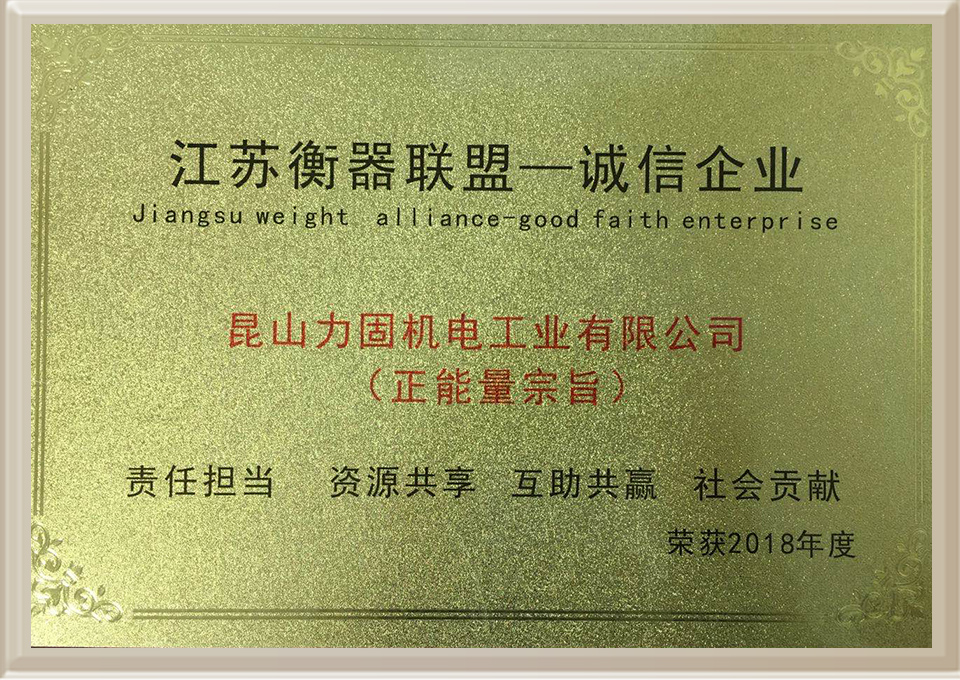 江苏衡器联盟—诚信企业
Jiangsu weight alliance-good faith enterprise
昆山力固机电工业有限公司
（正能量宗旨）
责任担当 资源共享 互助共赢 社会贡献
荣获2018年度